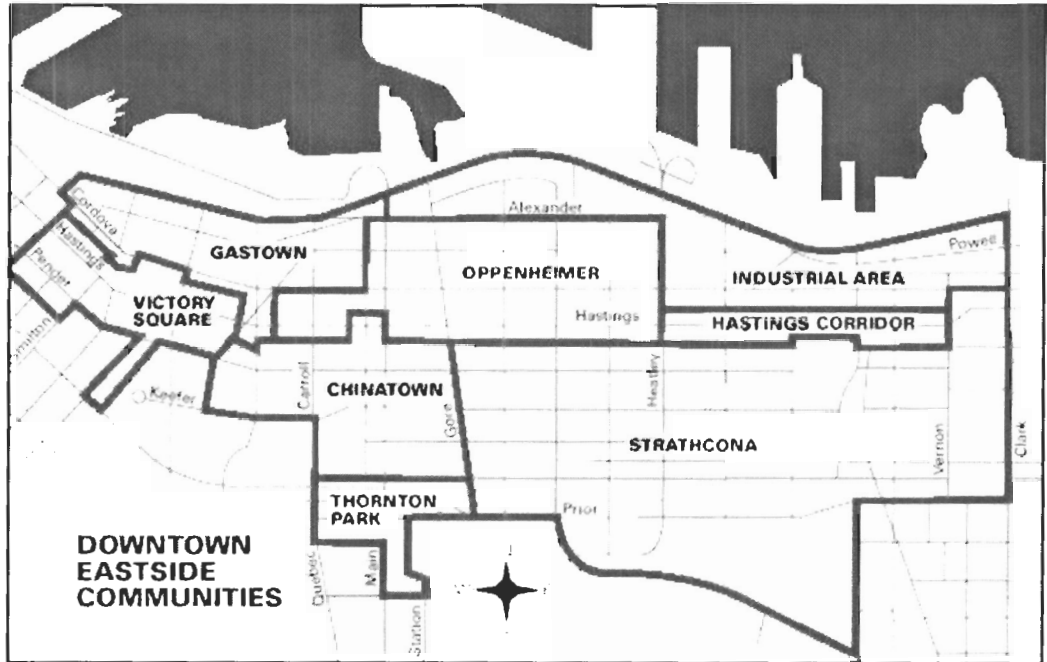 Alexander
Cordova
Powell
GASTOWN
Hastings
OPPENHEIMER
INDUSTRIAL AREA
Pender
VICTORY
SQUARE
Hastings
HASTINGS CORRIDOR
Keefer
Carroll
CHINATOWN
Gore
Heatley
STRATHCONA
Vernon
Clark
THORNTON
PARK
Prior
DOWNTOWN
EASTSIDE
COMMUNITIES
Quebec
Main
Station